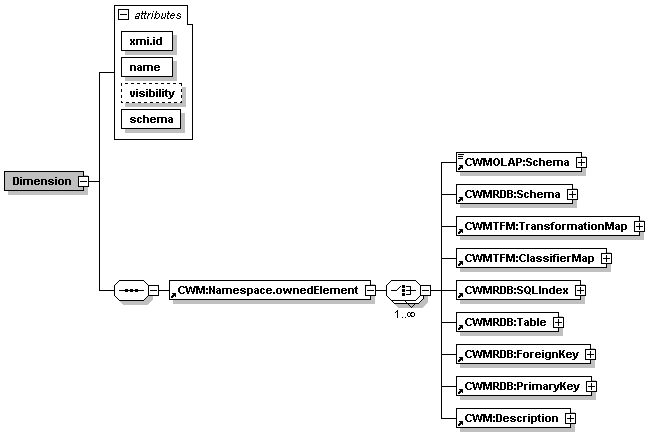 attributes
xmi.id
name
visibility
schema
Dimension
CWM:Namespace.ownedElement
1..∞
CWMOLAP:Schema
CWMRDB:Schema
CWMTFM:TransformationMap
CWMTFM:ClassifierMap
CWMRDB:SQLIndex
CWMRDB:Table
CWMRDB:ForeignKey
CWMRDB:PrimaryKey
CWM:Description